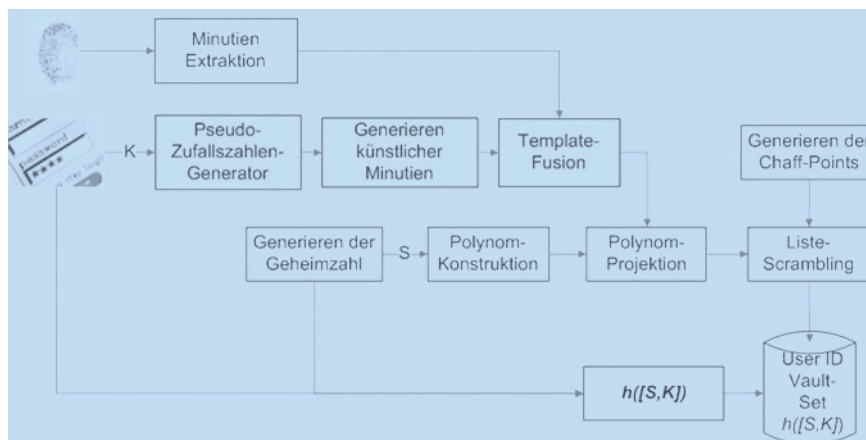 Minutien
Extraktion
password
****
K
Pseudo-
Zufallszahlen-
Generator
Generieren
künstlicher
Minutien
Template-
Fusion
Generieren der
Chaff-Points
Generieren der
Geheimzahl
S
Polynom-
Konstruktion
Polynom-
Projektion
Liste-
Scrambling
h([S,K])
User ID
Vault-
Set
h([S,K])